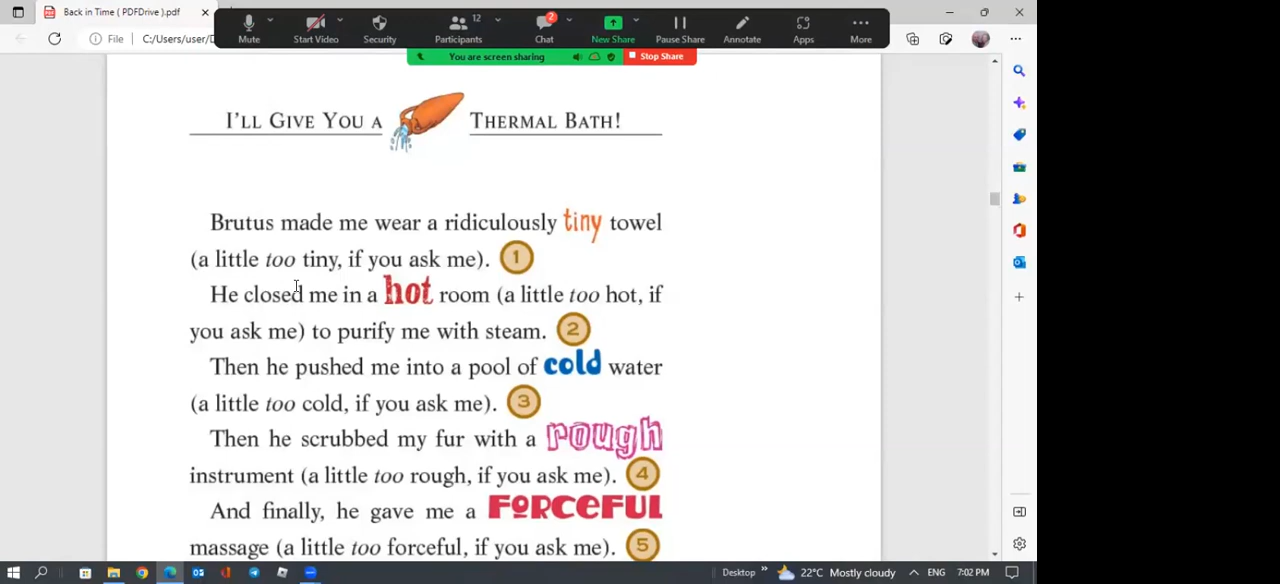 Back in Time ( PDFDrive ).pdf
Mute
Start Video
Security
12
Participants
2
Chat
New Share
Pause Share
Annotate
Apps
More
File
C:/Users/user/D
You are screen sharing
Stop Share
I'LL GIVE YOU A THERMAL BATH!
Brutus made me wear a ridiculously tiny towel
(a little too tiny, if you ask me). 1
He closed me in a hot room (a little too hot, if
you ask me) to purify me with steam. 2
Then he pushed me into a pool of cold water
(a little too cold, if you ask me). 3
Then he scrubbed my fur with a rough
instrument (a little too rough, if you ask me). 4
And finally, he gave me a FORCEFUL
massage (a little too forceful, if you ask me). 5
Desktop
22°C Mostly cloudy
ENG
7:02 PM